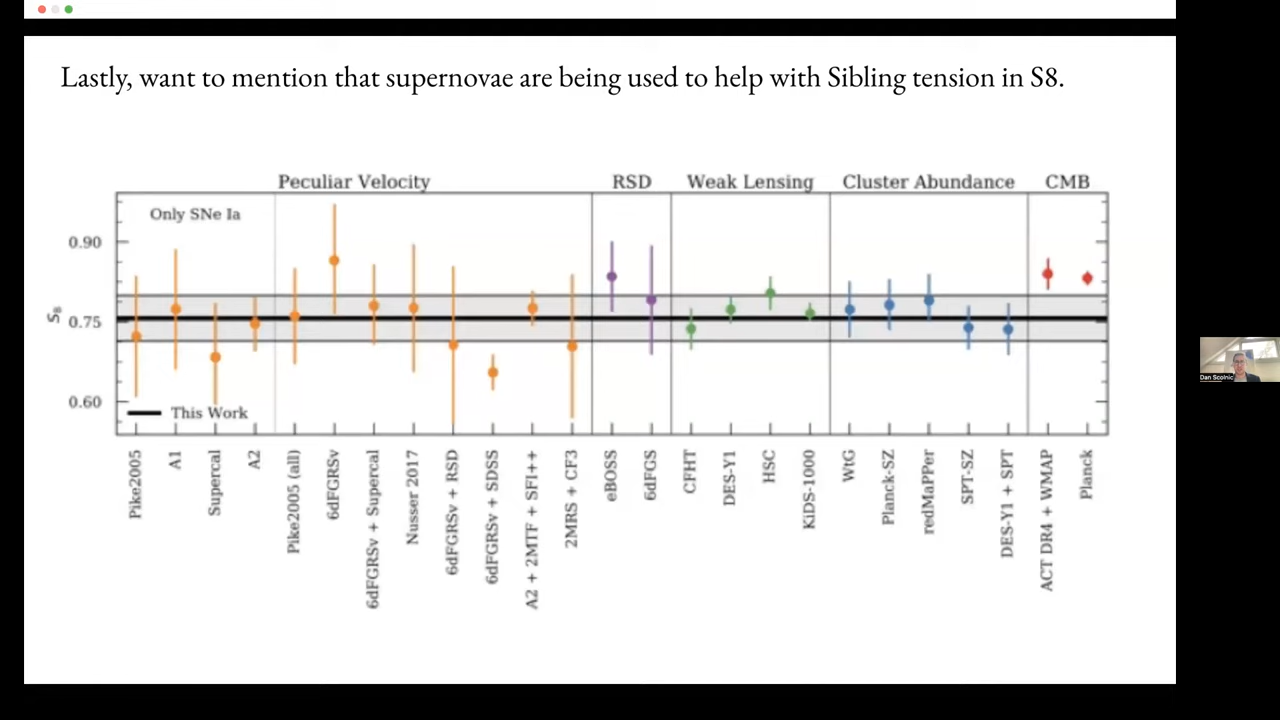 Lastly, want to mention that supernovae are being used to help with Sibling tension in S8.
Peculiar Velocity
RSD
Weak Lensing
Cluster Abundance
CMB
Only SNe Ia
0.90
0.75
0.60
S8
This Work
Pike2005
A1
Supercal
A2
Pike2005 (all)
6dFGRSv
6dFGRSv + Supercal
Nusser 2017
6dFGRSv + RSD
6dFGRSv + SDSS
A2 + 2MTF + SFI++
2MRS + CF3
eBOSS
6dFGS
CFHT
DES-Y1
HSC
KiDS-1000
WtG
Planck-SZ
redMaPPer
SPT-SZ
DES-Y1 + SPT
ACT DR4 + WMAP
Planck
Dan Scolnic